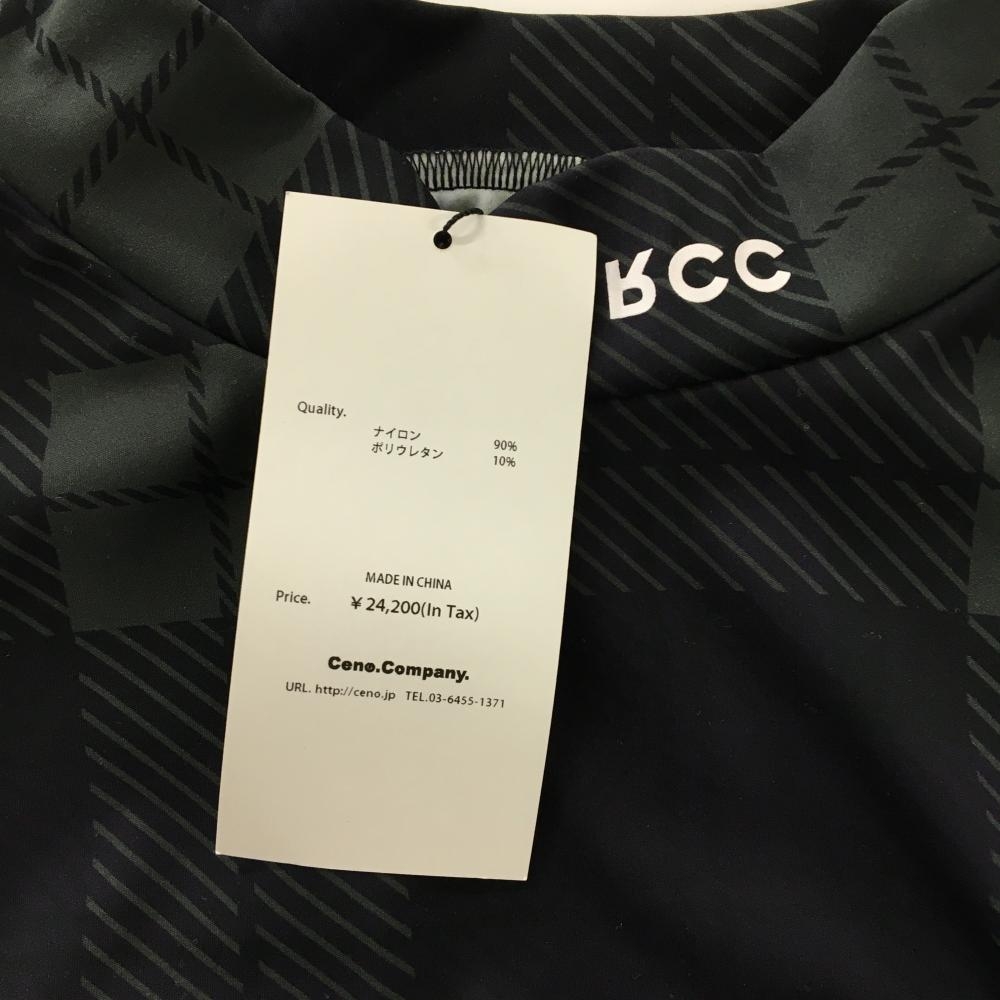 RCC
Quality.
ナイロン 90%
ポリウレタン 10%
MADE IN CHINA
Price. ¥24,200(In Tax)
Ceno.Company.
URL. http://ceno.jp TEL.03-6455-1371